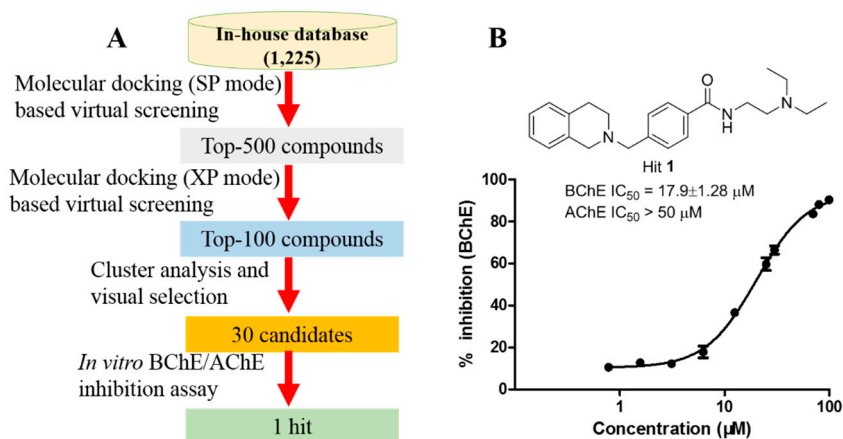 A
In-house database
(1,225)
Molecular docking (SP mode)
based virtual screening
Top-500 compounds
Molecular docking (XP mode)
based virtual screening
Top-100 compounds
Cluster analysis and
visual selection
30 candidates
In vitro BChE/AChE
inhibition assay
1 hit
B
O
N
N
H
N
Hit 1
BChE IC50 = 17.9±1.28 μM
AChE IC50 > 50 μM
% inhibition (BChE)
100
80
60
40
20
0
1
10
100
Concentration (μM)